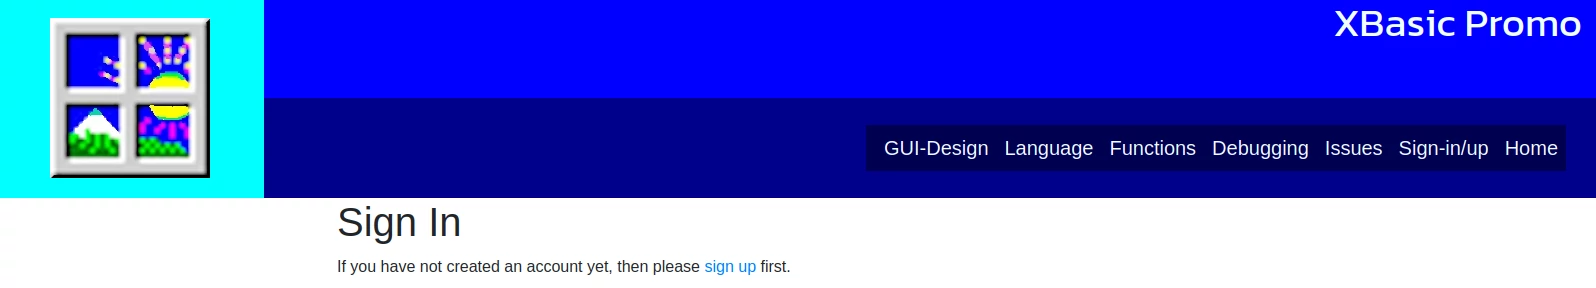 XBasic Promo
GUI-Design Language Functions Debugging Issues Sign-in/up Home
Sign In
If you have not created an account yet, then please sign up first.